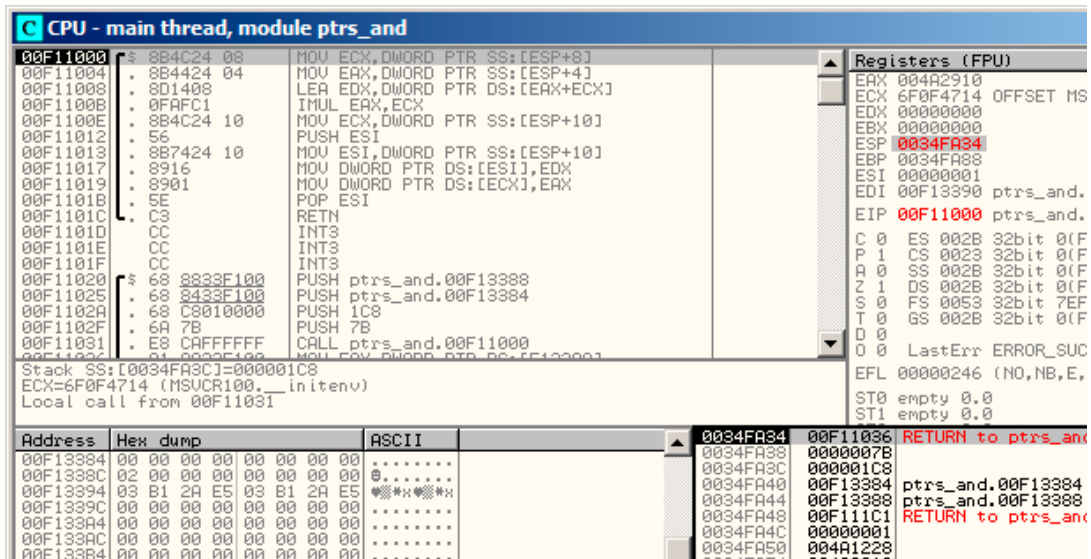 C CPU - main thread, module ptrs_and
00F11000 $ 8B4C24 08 MOV ECX,DWORD PTR SS:[ESP+8]
00F11004 . 8B4424 04 MOV EAX,DWORD PTR SS:[ESP+4]
00F11008 . 8D1408 LEA EDX,DWORD PTR DS:[EAX+ECX]
00F1100B . 0FAFC1 IMUL EAX,ECX
00F1100E . 8B4C24 10 MOV ECX,DWORD PTR SS:[ESP+10]
00F11012 . 56 PUSH ESI
00F11013 . 8B7424 10 MOV ESI,DWORD PTR SS:[ESP+10]
00F11017 . 8916 MOV DWORD PTR DS:[ESI],EDX
00F11019 . 8901 MOV DWORD PTR DS:[ECX],EAX
00F1101B . 5E POP ESI
00F1101C . C3 RETN
00F1101D CC INT3
00F1101E CC INT3
00F1101F CC INT3
00F11020 $ 68 8833F100 PUSH ptrs_and.00F13388
00F11025 . 68 8433F100 PUSH ptrs_and.00F13384
00F1102A . 68 C8010000 PUSH 1C8
00F1102F . 6A 7B PUSH 7B
00F11031 . E8 CAFFFFFF CALL ptrs_and.00F11000
Stack SS:[0034FA3C]=000001C8
ECX=6F0F4714 (MSVCR100.__initenv)
Local call from 00F11031
Registers (FPU)
EAX 004A2910
ECX 6F0F4714 OFFSET MS
EDX 00000000
EBX 00000000
ESP 0034FA34
EBP 0034FA88
ESI 00000001
EDI 00F13390 ptrs_and.
EIP 00F11000 ptrs_and.
C 0 ES 002B 32bit 0(F
P 1 CS 0023 32bit 0(F
A 0 SS 002B 32bit 0(F
Z 1 DS 002B 32bit 0(F
S 0 FS 0053 32bit 7EF
T 0 GS 002B 32bit 0(F
D 0
O 0 LastErr ERROR_SUC
EFL 00000246 (NO,NB,E,
ST0 empty 0.0
ST1 empty 0.0
Address Hex dump ASCII
00F13384 00 00 00 00 00 00 00 00 ........
00F1338C 02 00 00 00 00 00 00 00 ☻.......
00F13394 03 B1 2A E5 03 B1 2A E5 ♥▒*x♥▒*x
00F1339C 00 00 00 00 00 00 00 00 ........
00F133A4 00 00 00 00 00 00 00 00 ........
00F133AC 00 00 00 00 00 00 00 00 ........
00F133B4 00 00 00 00 00 00 00 00 ........
0034FA34 00F11036 RETURN to ptrs_and
0034FA38 0000007B
0034FA3C 000001C8
0034FA40 00F13384 ptrs_and.00F13384
0034FA44 00F13388 ptrs_and.00F13388
0034FA48 00F111C1 RETURN to ptrs_and
0034FA4C 00000001
0034FA50 004A1228